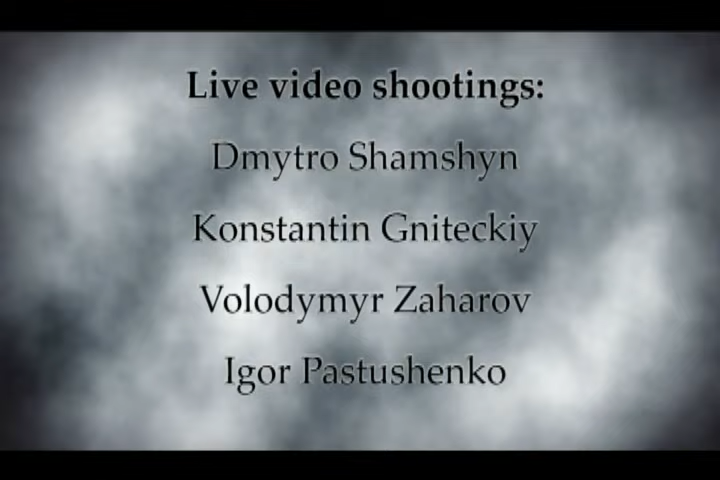 Live video shootings:
Dmytro Shamshyn
Konstantin Gniteckiy
Volodymyr Zaharov
Igor Pastushenko